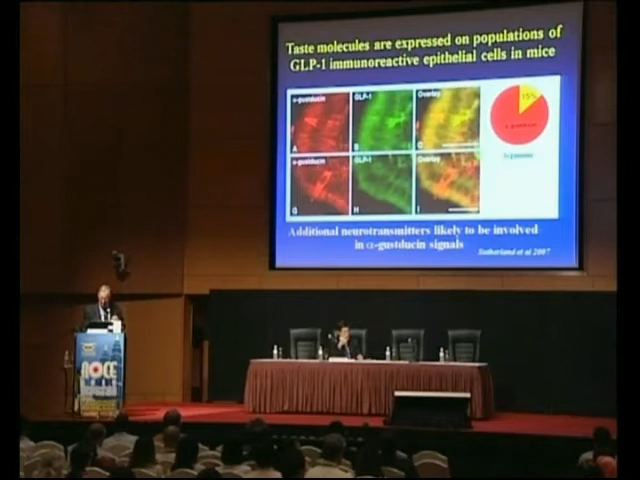 Taste molecules are expressed on populations of
GLP-1 immunoreactive epithelial cells in mice
α-gustducin GLP-1 Overlay
A B C
α-gustducin GLP-1 Overlay
G H I
15%
Additional neurotransmitters likely to be involved
in α-gustducin signals
Sutherland et al 2007